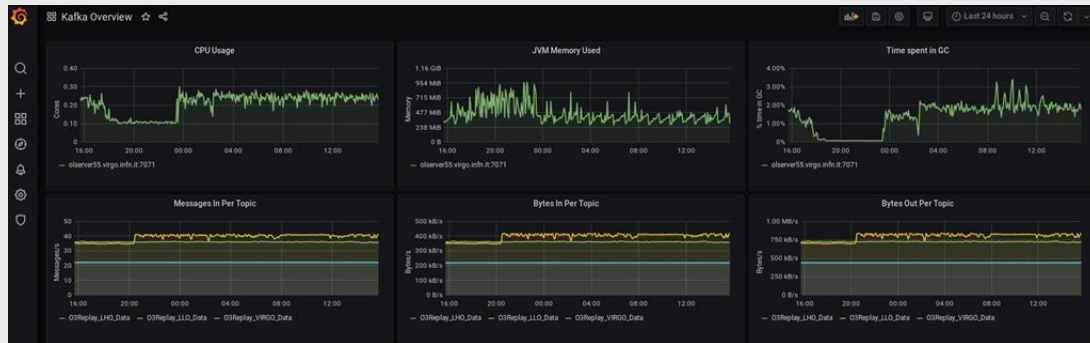 Kafka Overview
Last 24 hours
CPU Usage
Cores
0.40
0.30
0.20
0.10
0
16:00 20:00 00:00 04:00 08:00 12:00
olserver55.virgo.infn.it:7071
JVM Memory Used
Memory
1.16 GiB
954 MiB
715 MiB
477 MiB
238 MiB
0 B
16:00 20:00 00:00 04:00 08:00 12:00
olserver55.virgo.infn.it:7071
Time spent in GC
% time in GC
4.00%
3.00%
2.00%
1.00%
0%
16:00 20:00 00:00 04:00 08:00 12:00
olserver55.virgo.infn.it:7071
Messages In Per Topic
Messages/s
50
40
30
20
10
0
16:00 20:00 00:00 04:00 08:00 12:00
O3Replay_LHO_Data O3Replay_LLO_Data O3Replay_VIRGO_Data
Bytes In Per Topic
Bytes/s
500 kB/s
400 kB/s
300 kB/s
200 kB/s
100 kB/s
0 B/s
16:00 20:00 00:00 04:00 08:00 12:00
O3Replay_LHO_Data O3Replay_LLO_Data O3Replay_VIRGO_Data
Bytes Out Per Topic
Bytes/s
1.00 MB/s
750 kB/s
500 kB/s
250 kB/s
0 B/s
16:00 20:00 00:00 04:00 08:00 12:00
O3Replay_LHO_Data O3Replay_LLO_Data O3Replay_VIRGO_Data